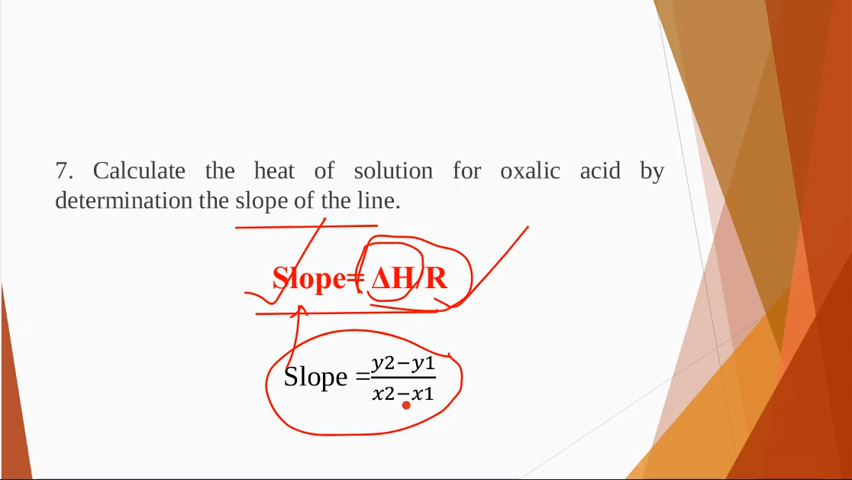 7. Calculate the heat of solution for oxalic acid by
determination the slope of the line.
Slope= ΔH/R
Slope =y2−y1
x2−x1